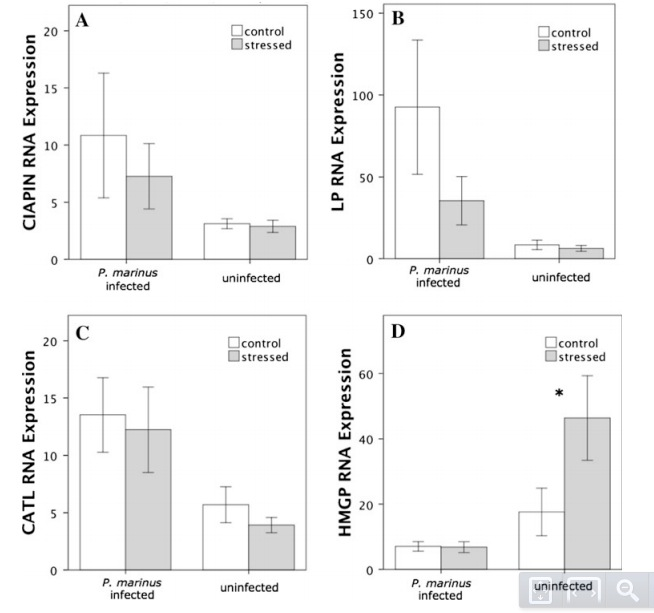 A
control
stressed
CIAPIN RNA Expression
20
15
10
5
0
P. marinus
infected
uninfected
B
control
stressed
LP RNA Expression
150
100
50
0
P. marinus
infected
uninfected
C
control
stressed
CATL RNA Expression
20
15
10
5
0
P. marinus
infected
uninfected
D
control
stressed
*
HMGP RNA Expression
60
40
20
0
P. marinus
infected
uninfected